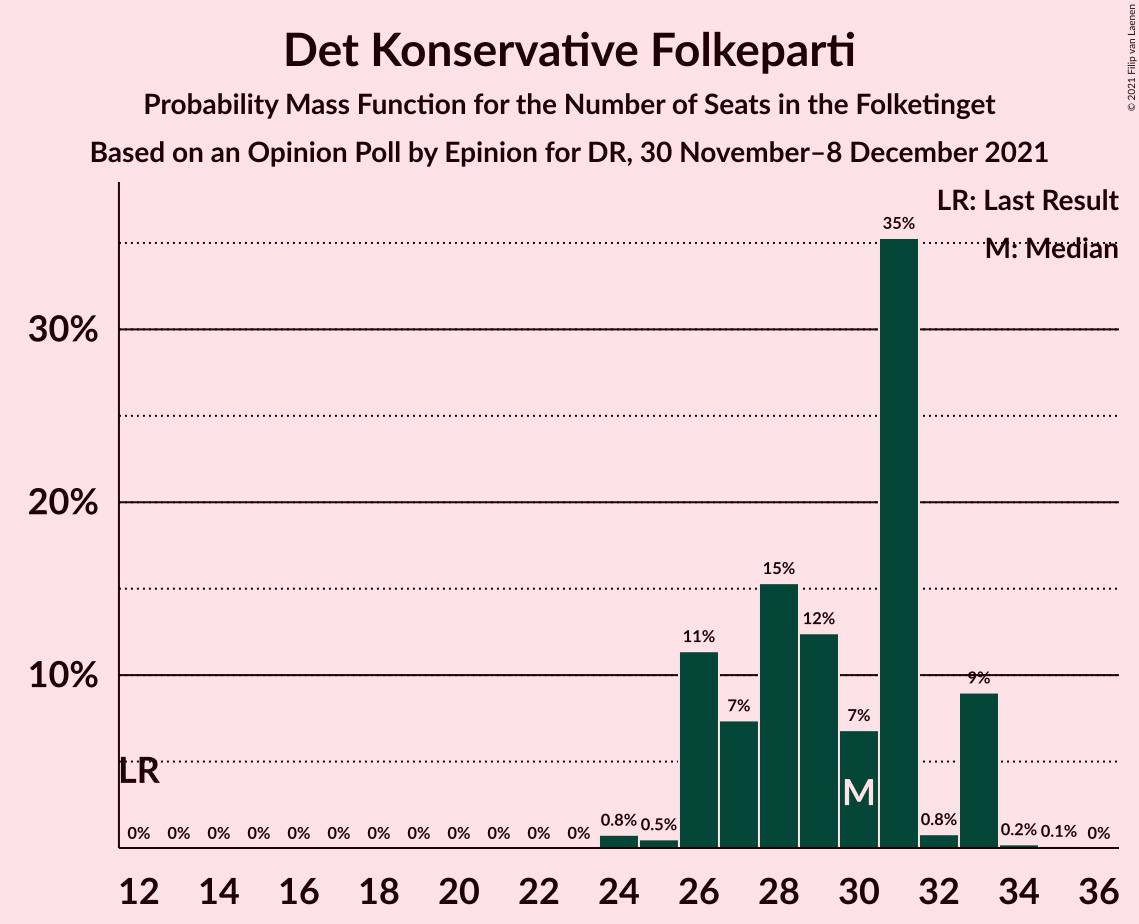 Det Konservative Folkeparti
Probability Mass Function for the Number of Seats in the Folketinget
Based on an Opinion Poll by Epinion for DR, 30 November–8 December 2021
© 2021 Filip van Laenen
LR: Last Result
M: Median
35%
30%
20%
15%
12%
11%
10%
9%
7%
7%
LR
M
0% 0% 0% 0% 0% 0% 0% 0% 0% 0% 0% 0% 0.8% 0.5% 0.8% 0.2% 0.1% 0%
12 14 16 18 20 22 24 26 28 30 32 34 36